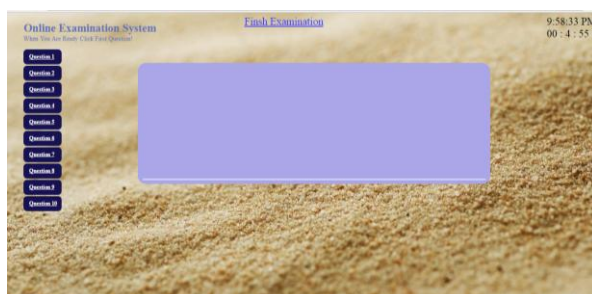 Online Examination System
When You Are Ready Click Fayo Question!
Finsh Examination
9:58:33 PM
00 : 4 : 55
Question 1
Question 2
Question 3
Question 4
Question 5
Question 6
Question 7
Question 8
Question 9
Question 10